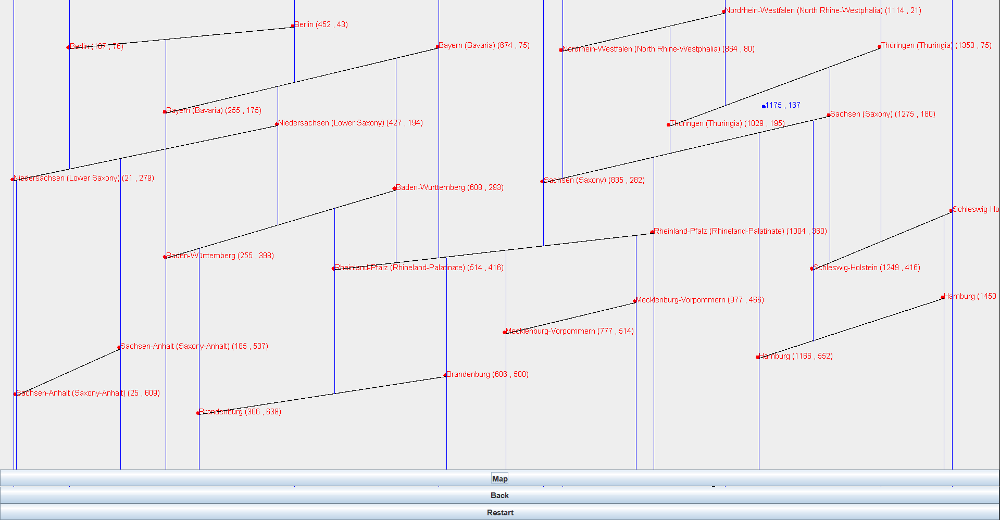 Nordrhein-Westfalen (North Rhine-Westphalia) (1114 , 21)
Berlin (452 , 43)
Berlin (107 , 76)
Bayern (Bavaria) (674 , 75)
Thüringen (Thuringia) (1353 , 75)
Nordrhein-Westfalen (North Rhine-Westphalia) (864 , 80)
1175 , 167
Bayern (Bavaria) (255 , 175)
Sachsen (Saxony) (1275 , 180)
Niedersachsen (Lower Saxony) (427 , 194)
Thüringen (Thuringia) (1029 , 195)
Niedersachsen (Lower Saxony) (21 , 279)
Sachsen (Saxony) (835 , 282)
Baden-Württemberg (608 , 293)
Schleswig-Ho
Rheinland-Pfalz (Rhineland-Palatinate) (1004 , 360)
Baden-Württemberg (255 , 398)
Rheinland-Pfalz (Rhineland-Palatinate) (514 , 416)
Schleswig-Holstein (1249 , 416)
Hamburg (1450
Mecklenburg-Vorpommern (977 , 466)
Mecklenburg-Vorpommern (777 , 514)
Sachsen-Anhalt (Saxony-Anhalt) (185 , 537)
Hamburg (1166 , 552)
Brandenburg (686 , 580)
Sachsen-Anhalt (Saxony-Anhalt) (25 , 609)
Brandenburg (306 , 638)
Map
Back
Restart